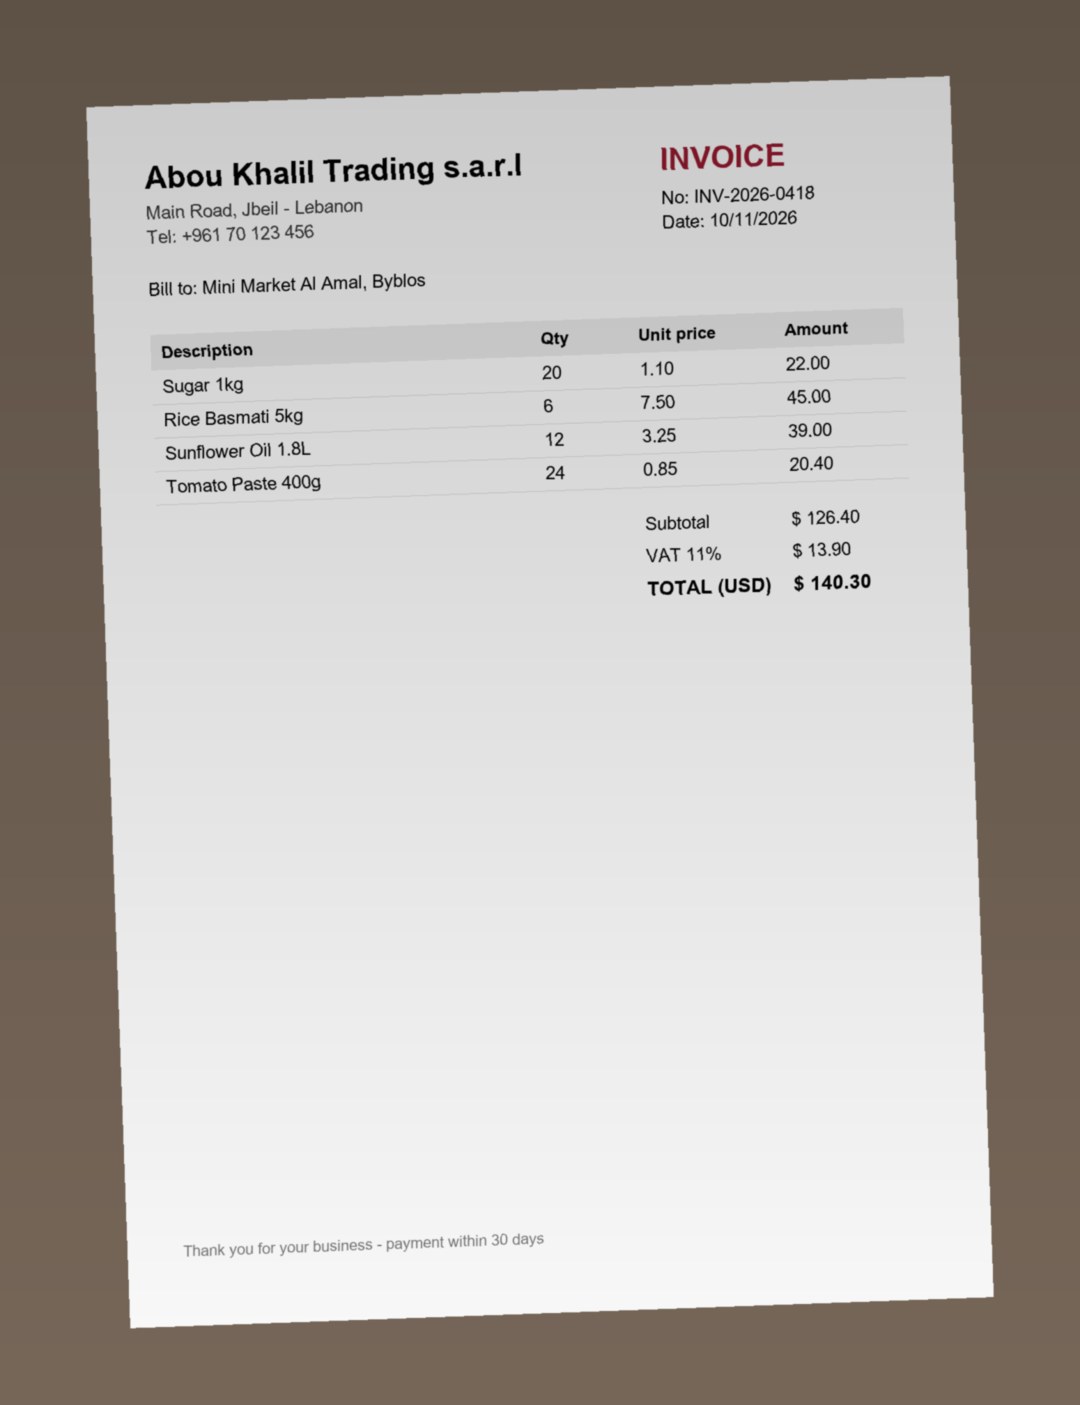 Abou Khalil Trading s.a.r.l
Main Road, Jbeil - Lebanon
Tel: +961 70 123 456
INVOICE
No: INV-2026-0418
Date: 10/11/2026
Bill to: Mini Market Al Amal, Byblos
Description Qty Unit price Amount
Sugar 1kg 20 1.10 22.00
Rice Basmati 5kg 6 7.50 45.00
Sunflower Oil 1.8L 12 3.25 39.00
Tomato Paste 400g 24 0.85 20.40
Subtotal $ 126.40
VAT 11% $ 13.90
TOTAL (USD) $ 140.30
Thank you for your business - payment within 30 days